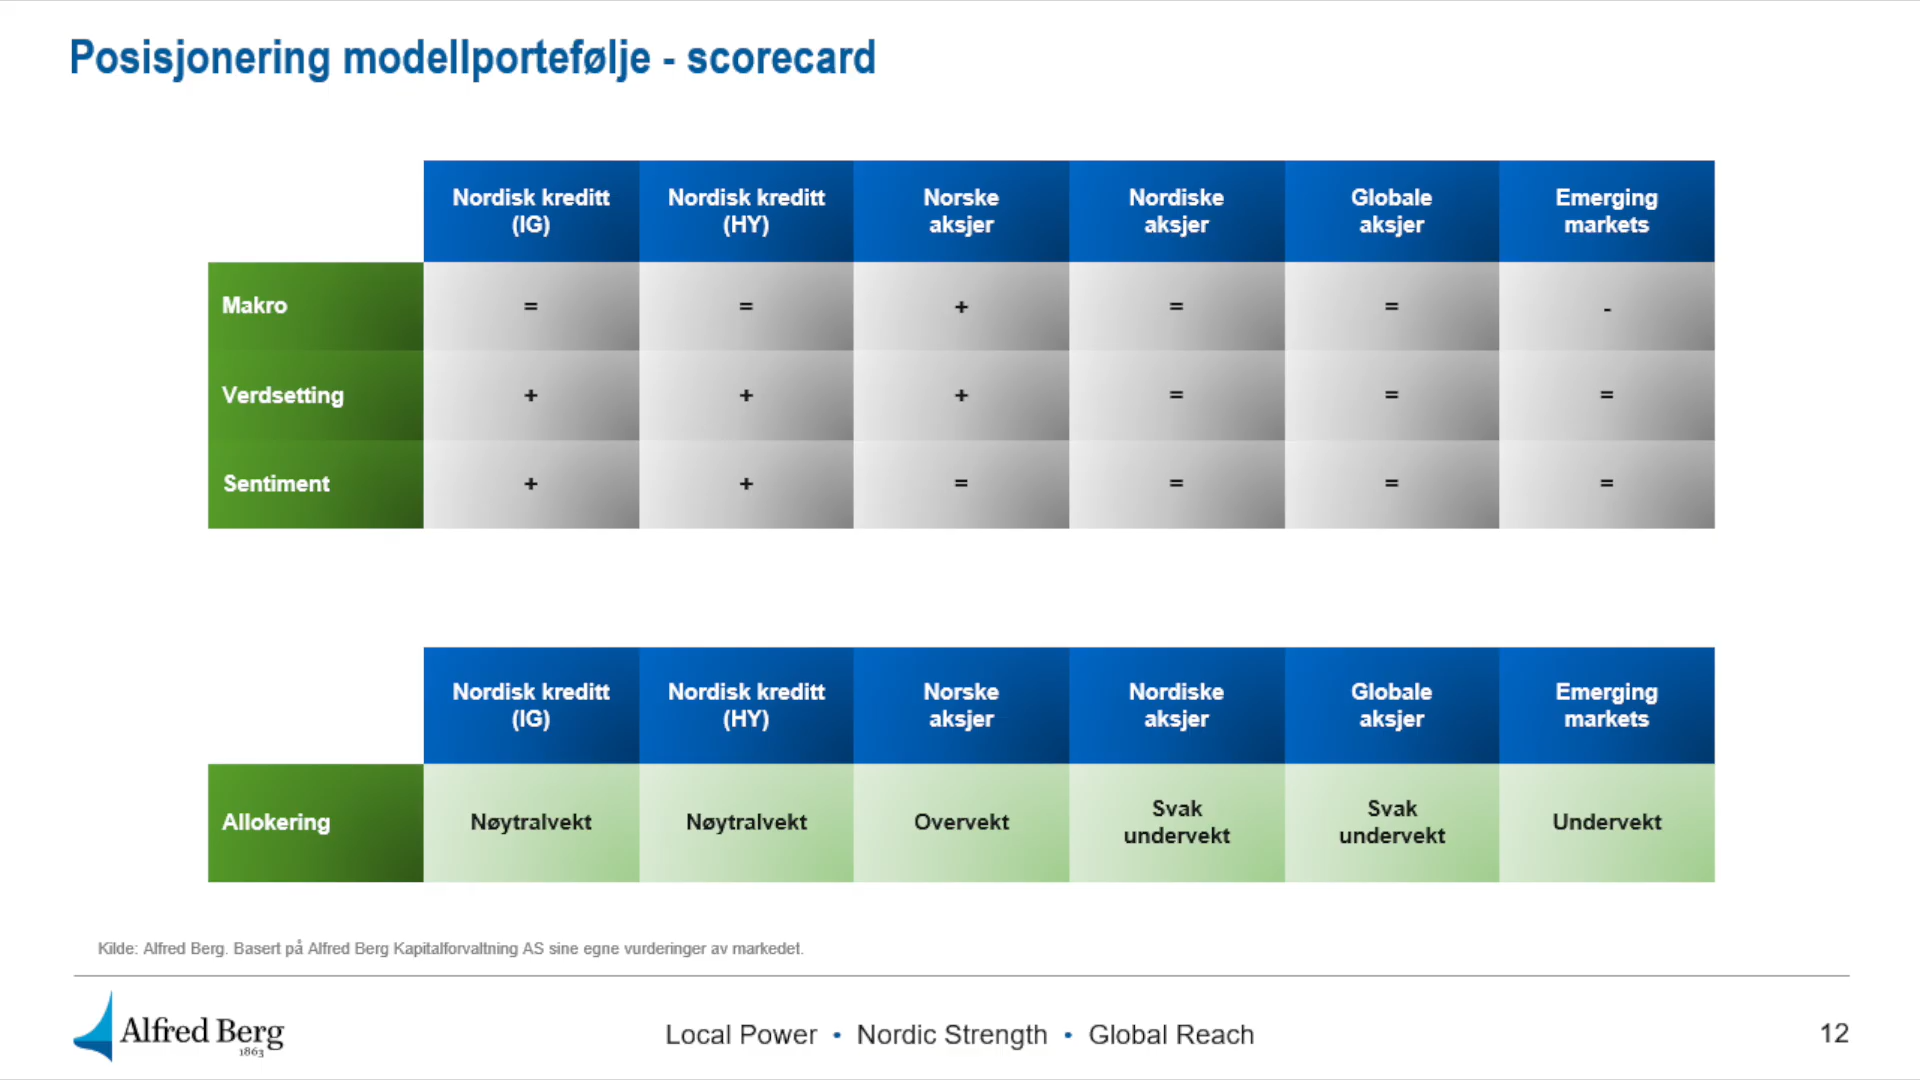 Posisjonering modellportefølje - scorecard
Nordisk kreditt (IG) Nordisk kreditt (HY) Norske aksjer Nordiske aksjer Globale aksjer Emerging markets
Makro = = + = = -
Verdsetting + + + = = =
Sentiment + + = = = =
Nordisk kreditt (IG) Nordisk kreditt (HY) Norske aksjer Nordiske aksjer Globale aksjer Emerging markets
Allokering Nøytralvekt Nøytralvekt Overvekt Svak undervekt Svak undervekt Undervekt
Kilde: Alfred Berg. Basert på Alfred Berg Kapitalforvaltning AS sine egne vurderinger av markedet.
Alfred Berg
1863
Local Power • Nordic Strength • Global Reach
12